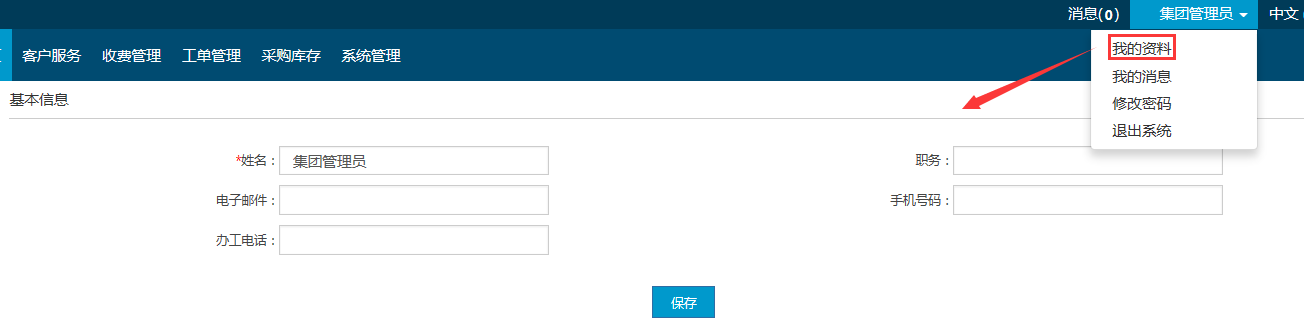 消息(0) 集团管理员 中文
客户服务 收费管理 工单管理 采购库存 系统管理
我的资料
我的消息
修改密码
退出系统
基本信息
*姓名： 集团管理员 职务：
电子邮件： 手机号码：
办工电话：
保存